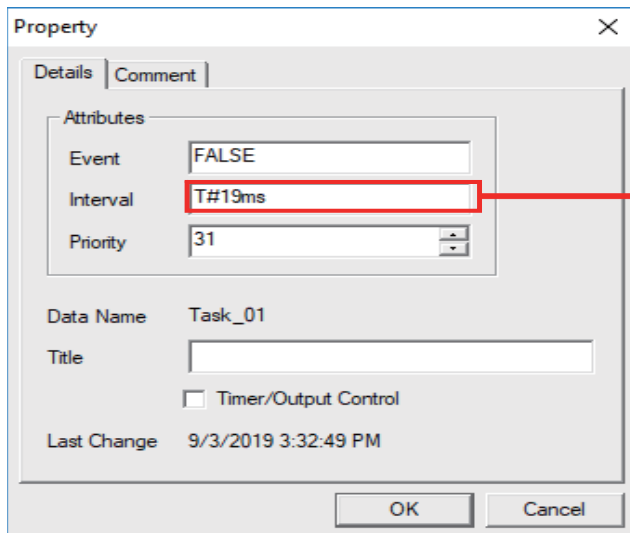 Property
Details Comment
Attributes
Event FALSE
Interval T#19ms
Priority 31
Data Name Task_01
Title
Timer/Output Control
Last Change 9/3/2019 3:32:49 PM
OK Cancel